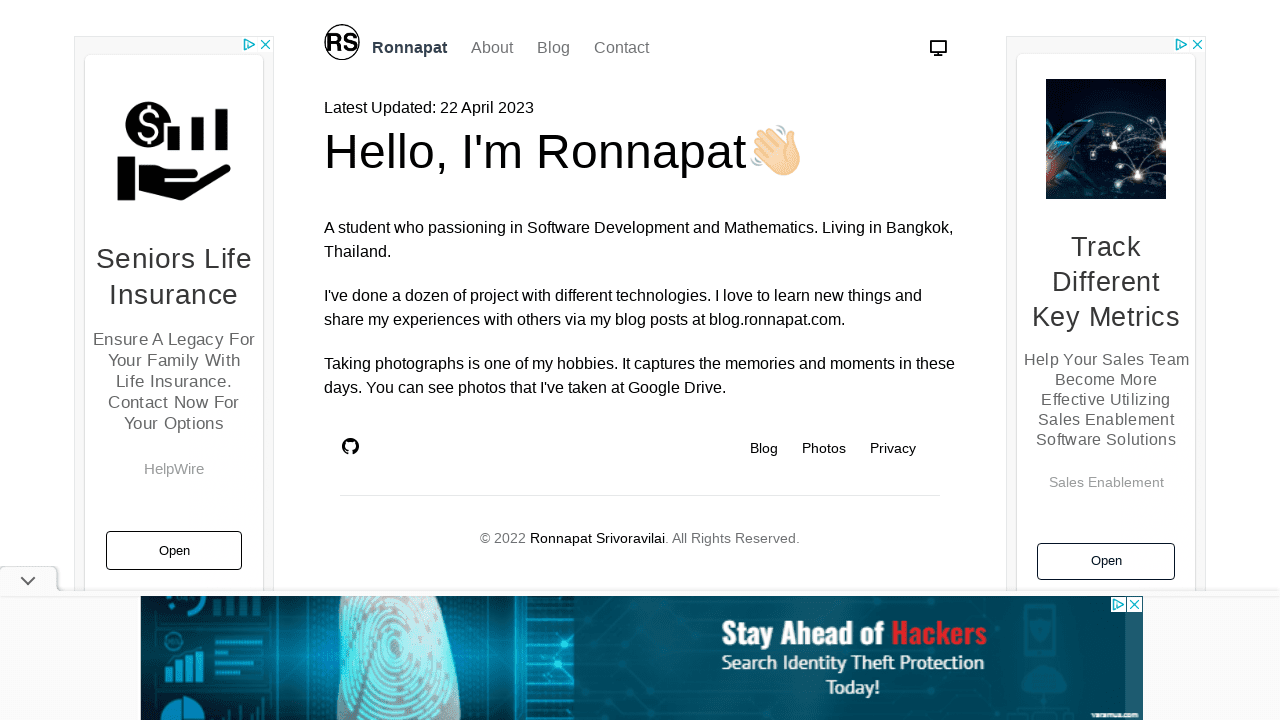 RS
Ronnapat
About
Blog
Contact
Latest Updated: 22 April 2023
Hello, I'm Ronnapat👋🏻
A student who passioning in Software Development and Mathematics. Living in Bangkok,
Thailand.
I've done a dozen of project with different technologies. I love to learn new things and
share my experiences with others via my blog posts at blog.ronnapat.com.
Taking photographs is one of my hobbies. It captures the memories and moments in these
days. You can see photos that I've taken at Google Drive.
Blog
Photos
Privacy
© 2022 Ronnapat Srivoravilai. All Rights Reserved.
Seniors Life
Insurance
Ensure A Legacy For
Your Family With
Life Insurance.
Contact Now For
Your Options
HelpWire
Open
Track
Different
Key Metrics
Help Your Sales Team
Become More
Effective Utilizing
Sales Enablement
Software Solutions
Sales Enablement
Open
Stay Ahead of Hackers
Search Identity Theft Protection
Today!